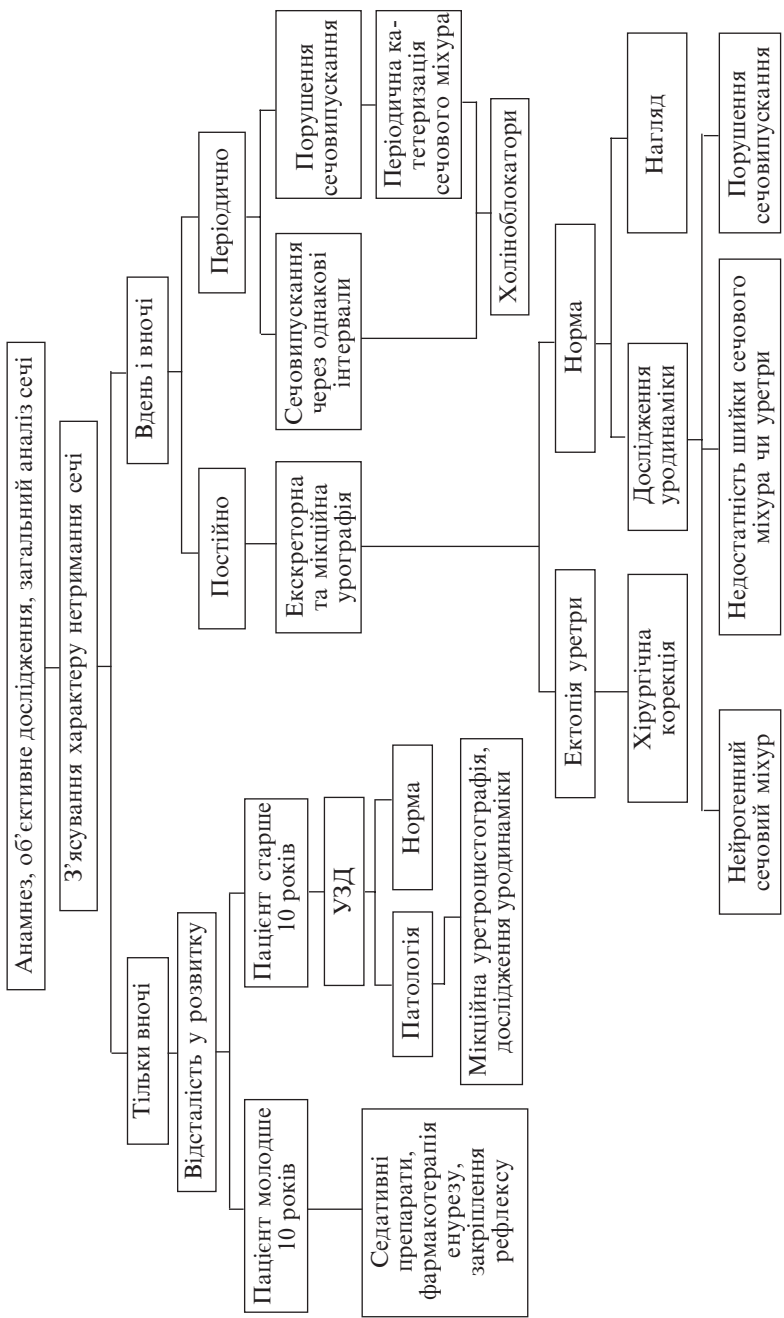 Анамнез, об’єктивне дослідження, загальний аналіз сечі
З’ясування характеру нетримання сечі
Тільки вночі
Вдень і вночі
Відсталість у розвитку
Постійно
Періодично
Пацієнт молодше
10 років
Пацієнт старше
10 років
Екскреторна
та мікційна
урографія
Сечовипускання
через однакові
інтервали
Порушення
сечовипускання
УЗД
Періодична ка-
тетеризація
сечового міхура
Седативні
препарати,
фармакотерапія
енурезу,
закріплення
рефлексу
Патологія
Норма
Холіноблокатори
Мікційна уретроцистографія,
дослідження уродинаміки
Ектопія уретри
Норма
Хірургічна
корекція
Дослідження
уродинаміки
Нагляд
Нейрогенний
сечовий міхур
Недостатність шийки сечового
міхура чи уретри
Порушення
сечовипускання